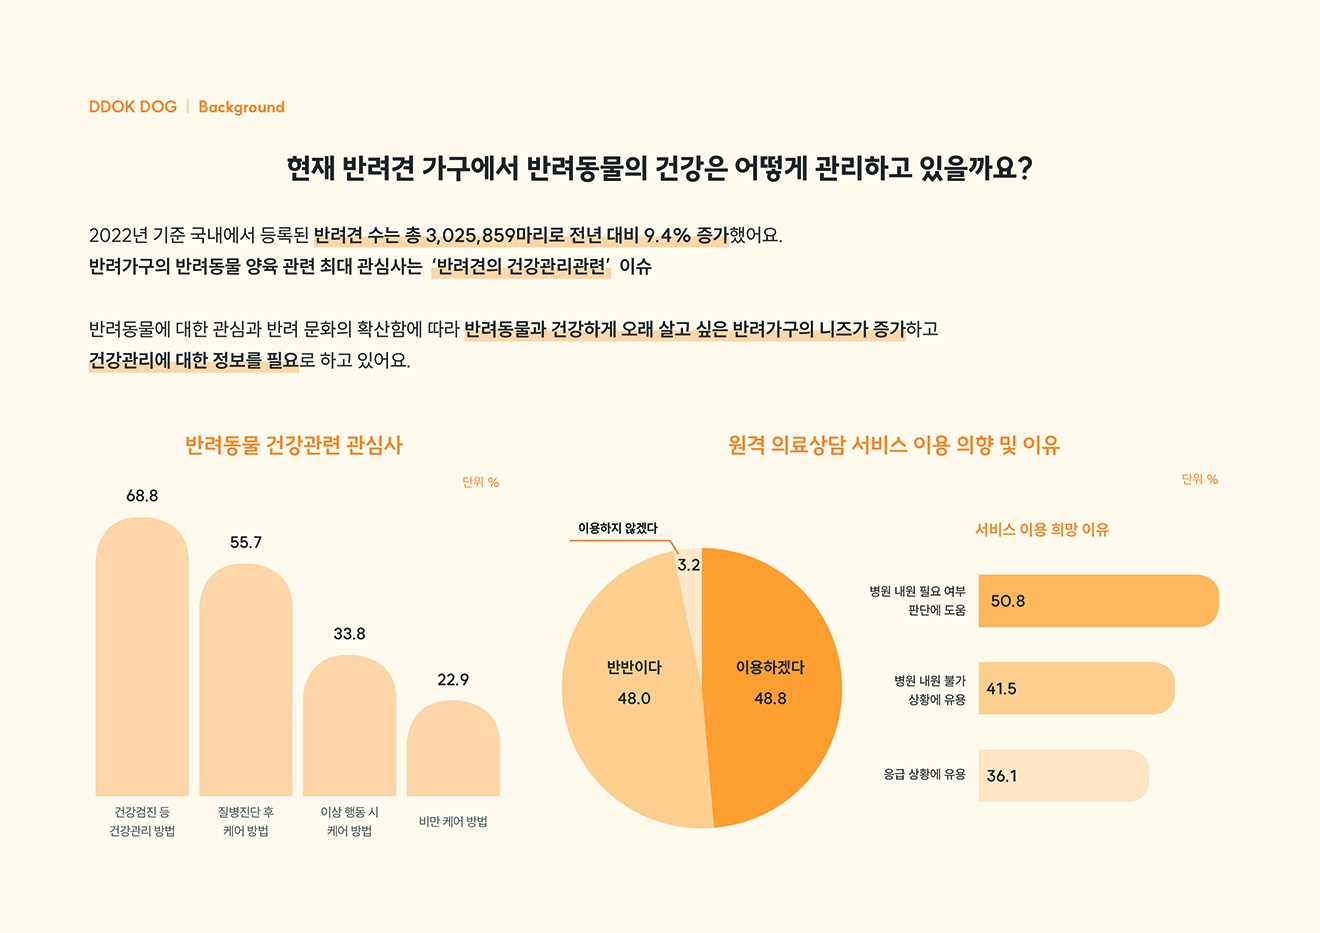 DDOK DOG | Background
현재 반려견 가구에서 반려동물의 건강은 어떻게 관리하고 있을까요?
2022년 기준 국내에서 등록된 반려견 수는 총 3,025,859마리로 전년 대비 9.4% 증가했어요.
반려가구의 반려동물 양육 관련 최대 관심사는 ‘반려견의 건강관리관련’ 이슈
반려동물에 대한 관심과 반려 문화의 확산함에 따라 반려동물과 건강하게 오래 살고 싶은 반려가구의 니즈가 증가하고
건강관리에 대한 정보를 필요로 하고 있어요.
반려동물 건강관련 관심사
단위 %
68.8
55.7
33.8
22.9
건강검진 등
건강관리 방법
질병진단 후
케어 방법
이상 행동 시
케어 방법
비만 케어 방법
원격 의료상담 서비스 이용 의향 및 이유
단위 %
이용하지 않겠다
3.2
반반이다
48.0
이용하겠다
48.8
서비스 이용 희망 이유
병원 내원 필요 여부
판단에 도움
50.8
병원 내원 불가
상황에 유용
41.5
응급 상황에 유용
36.1